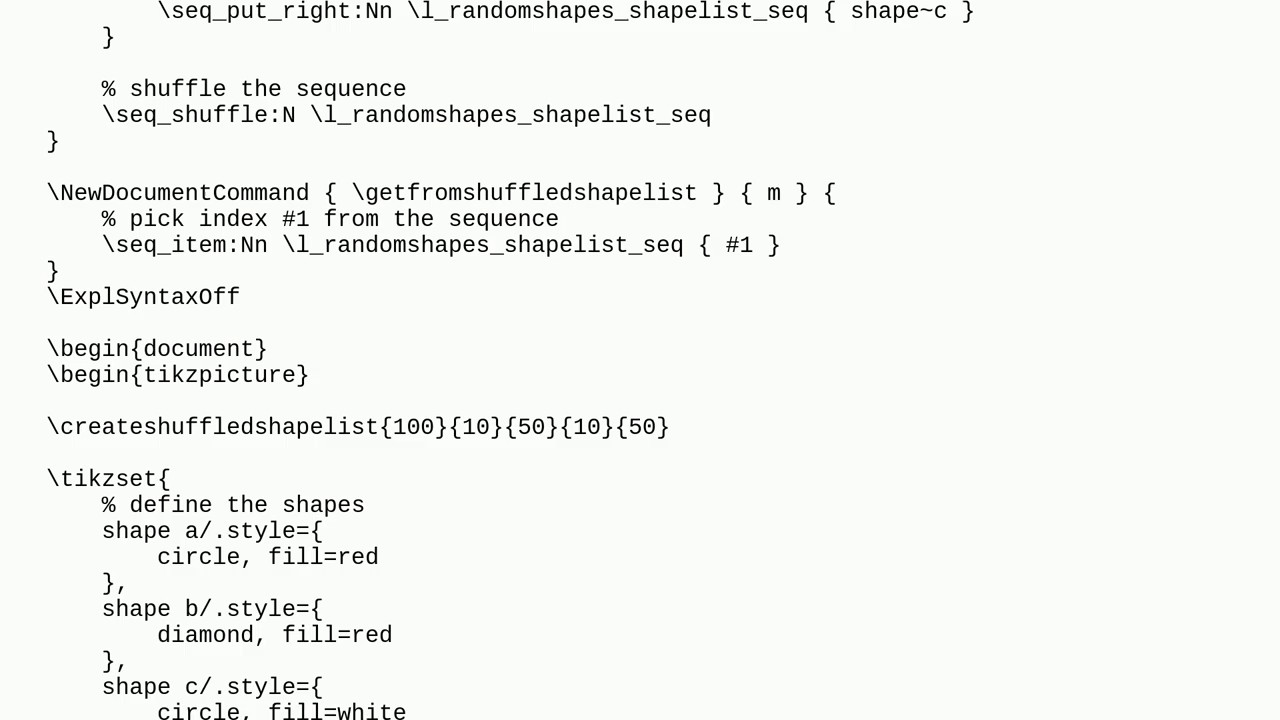 \seq_put_right:Nn \l_randomshapes_shapelist_seq { shape~c }
    }

    % shuffle the sequence
    \seq_shuffle:N \l_randomshapes_shapelist_seq
}

\NewDocumentCommand { \getfromshuffledshapelist } { m } {
    % pick index #1 from the sequence
    \seq_item:Nn \l_randomshapes_shapelist_seq { #1 }
}
\ExplSyntaxOff

\begin{document}
\begin{tikzpicture}

\createshuffledshapelist{100}{10}{50}{10}{50}

\tikzset{
    % define the shapes
    shape a/.style={
        circle, fill=red
    },
    shape b/.style={
        diamond, fill=red
    },
    shape c/.style={
        circle, fill=white